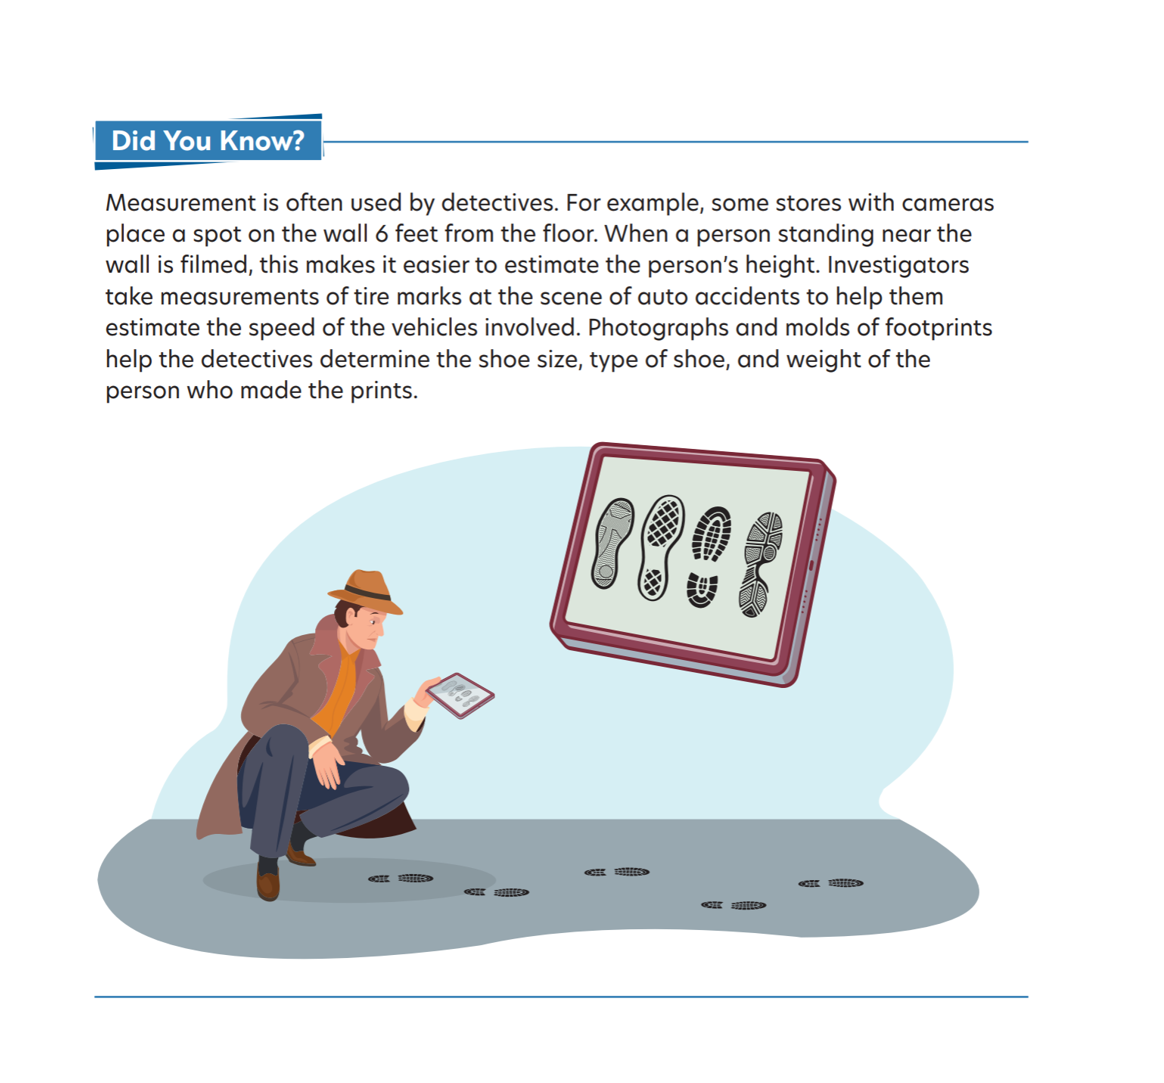 Did You Know?
Measurement is often used by detectives. For example, some stores with cameras
place a spot on the wall 6 feet from the floor. When a person standing near the
wall is filmed, this makes it easier to estimate the person’s height. Investigators
take measurements of tire marks at the scene of auto accidents to help them
estimate the speed of the vehicles involved. Photographs and molds of footprints
help the detectives determine the shoe size, type of shoe, and weight of the
person who made the prints.